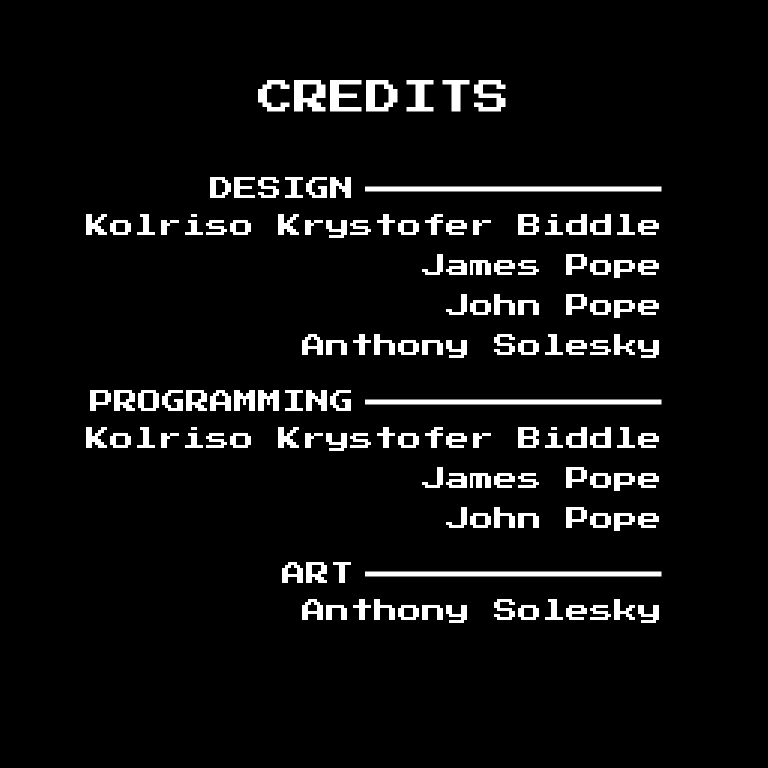 CREDITS
DESIGN
Kolriso Krystofer Biddle
James Pope
John Pope
Anthony Solesky
PROGRAMMING
Kolriso Krystofer Biddle
James Pope
John Pope
ART
Anthony Solesky